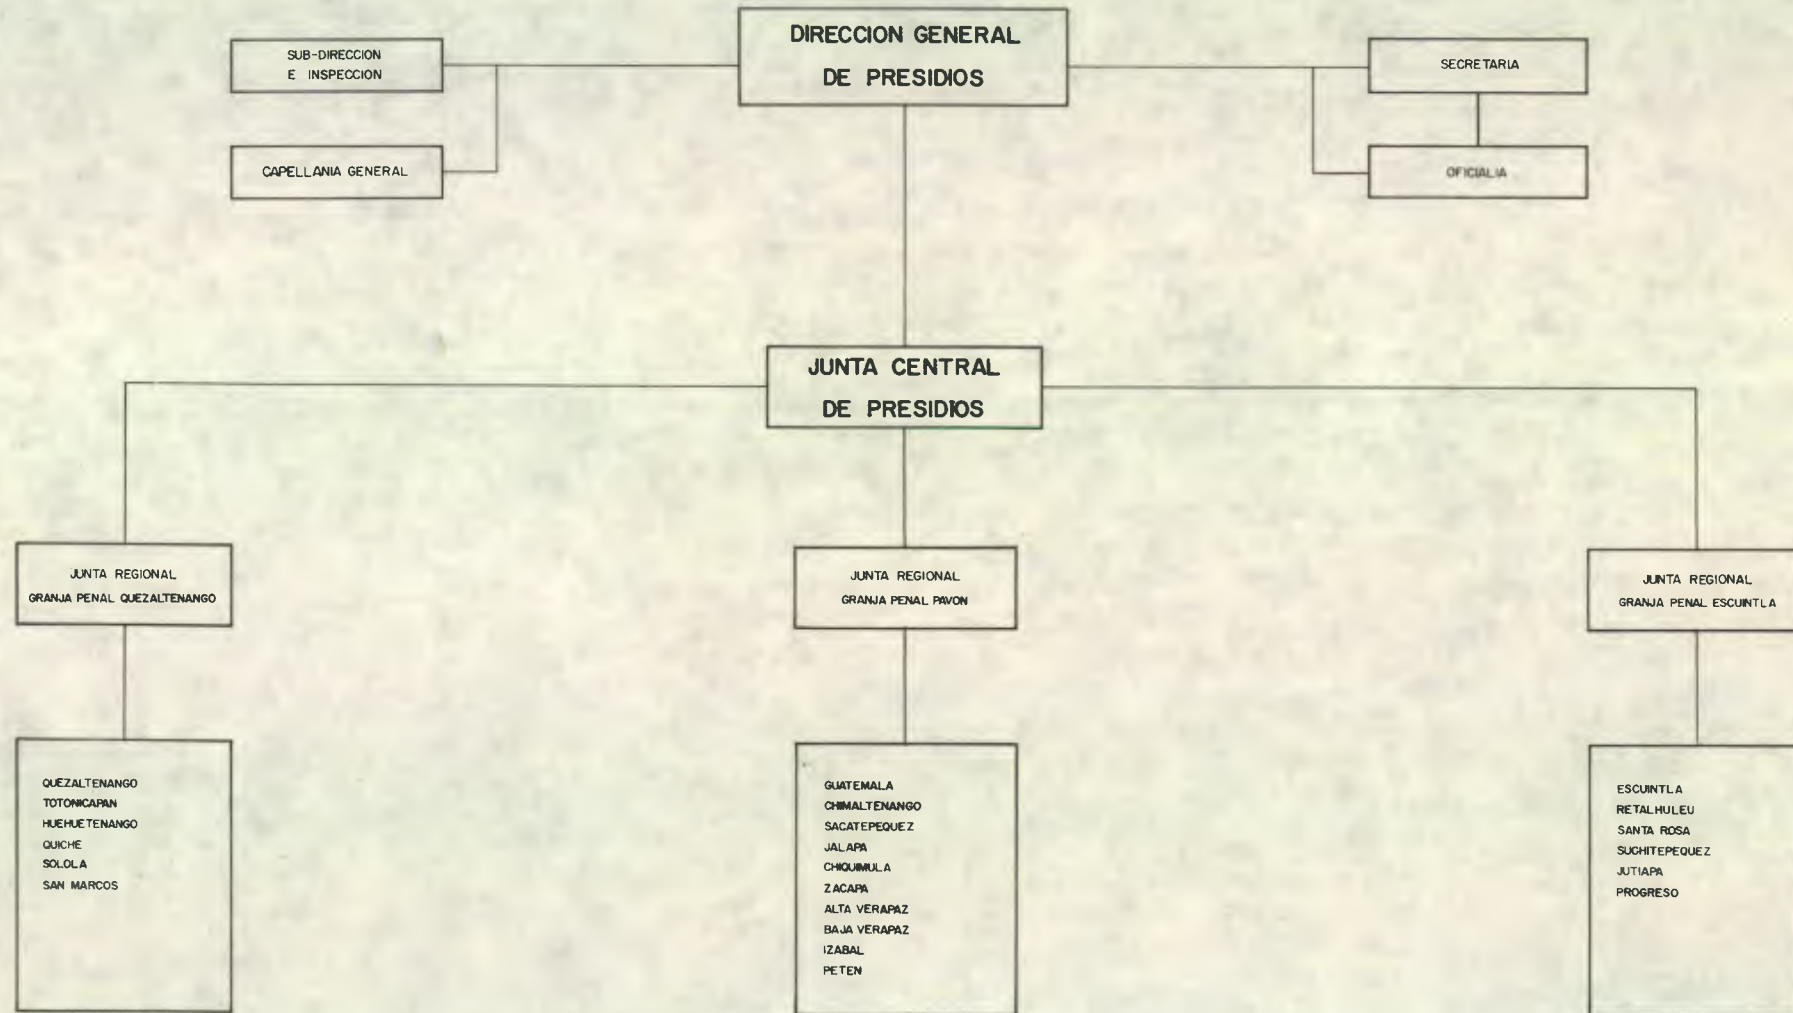 DIRECCION GENERAL
DE PRESIDIOS
SUB-DIRECCION
E INSPECCION
CAPELLANIA GENERAL
SECRETARIA
OFICIALIA
JUNTA CENTRAL
DE PRESIDIOS
JUNTA REGIONAL
GRANJA PENAL QUEZALTENANGO
JUNTA REGIONAL
GRANJA PENAL PAVON
JUNTA REGIONAL
GRANJA PENAL ESCUINTLA
QUEZALTENANGO
TOTONICAPAN
HUEHUETENANGO
QUICHE
SOLOLA
SAN MARCOS
GUATEMALA
CHIMALTENANGO
SACATEPEQUEZ
JALAPA
CHIQUIMULA
ZACAPA
ALTA VERAPAZ
BAJA VERAPAZ
IZABAL
PETEN
ESCUINTLA
RETALHULEU
SANTA ROSA
SUCHITEPEQUEZ
JUTIAPA
PROGRESO